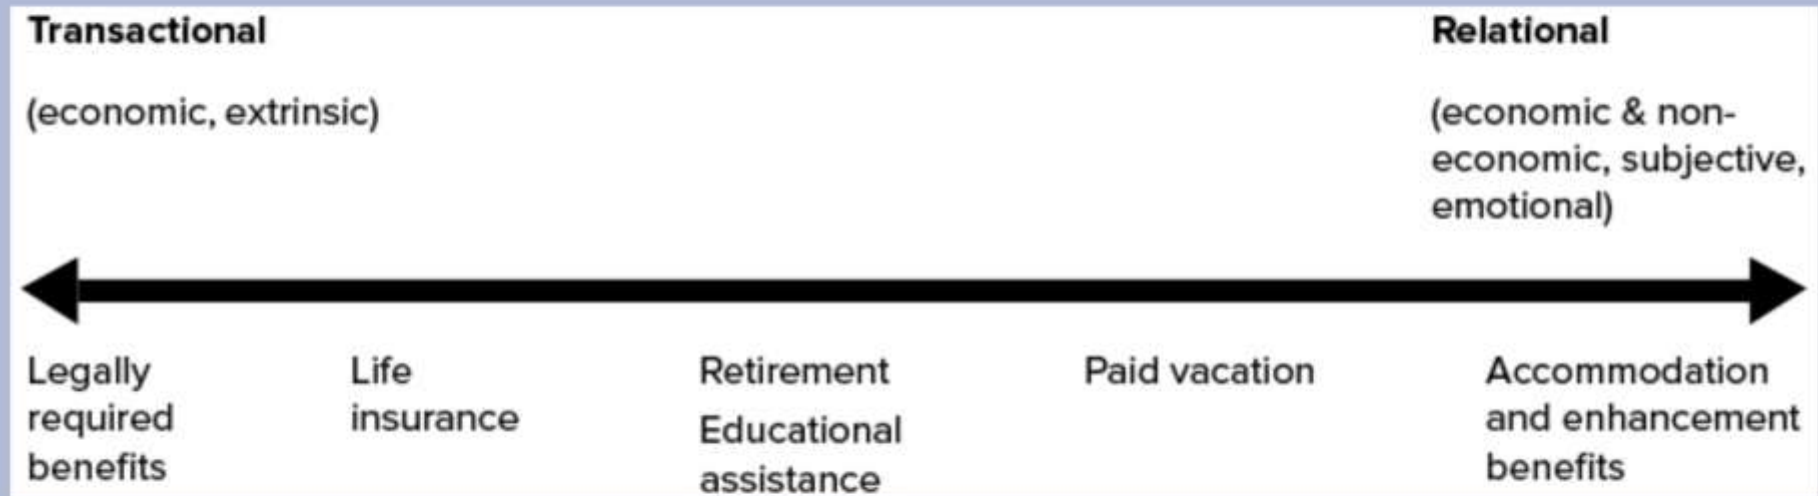 Transactional
(economic, extrinsic)
Relational
(economic & non-
economic, subjective,
emotional)
Legally
required
benefits
Life
insurance
Retirement
Educational
assistance
Paid vacation
Accommodation
and enhancement
benefits